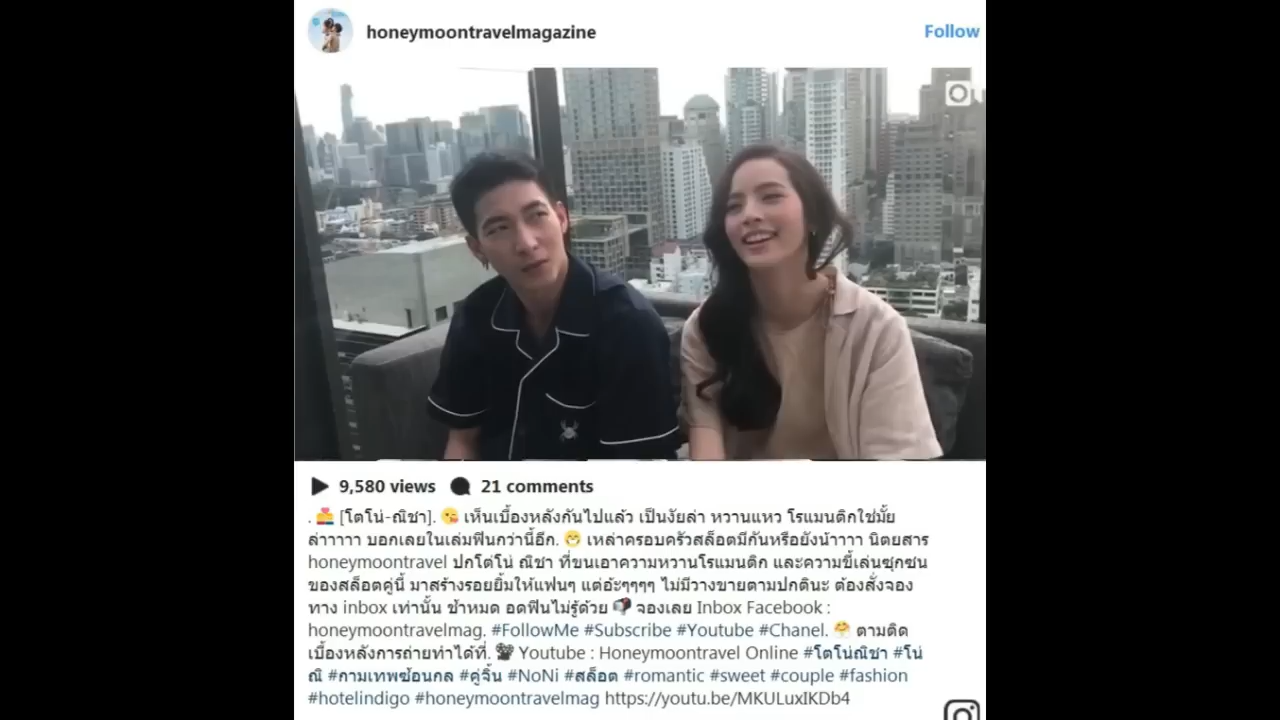 honeymoontravelmagazine
Follow
9,580 views 21 comments
. [โตโน่-ณิชา]. เห็นเบื้องหลังกันไปแล้ว เป็นงัยล่า หวานแหว โรแมนติกใช่มั้ย
ล่าาาาา บอกเลยในเล่มฟินกว่านี้อีก. เหล่าครอบครัวสล็อตมีกันหรือยังน้าาาา นิตยสาร
honeymoontravel ปกโตโน่ ณิชา ที่ขนเอาความหวานโรแมนติก และความขี้เล่นซุกซน
ของสล็อตคู่นี้ มาสร้างรอยยิ้มให้แฟนๆ แต่อ๊ะๆๆๆๆ ไม่มีวางขายตามปกตินะ ต้องสั่งจอง
ทาง inbox เท่านั้น ช้าหมด อดฟินไม่รู้ด้วย จองเลย Inbox Facebook :
honeymoontravelmag. #FollowMe #Subscribe #Youtube #Chanel. ตามติด
เบื้องหลังการถ่ายทำได้ที่. Youtube : Honeymoontravel Online #โตโน่ณิชา #โน่
ณิ #กามเทพซ้อนกล #คู่จิ้น #NoNi #สล็อต #romantic #sweet #couple #fashion
#hotelindigo #honeymoontravelmag https://youtu.be/MKULuxIKDb4